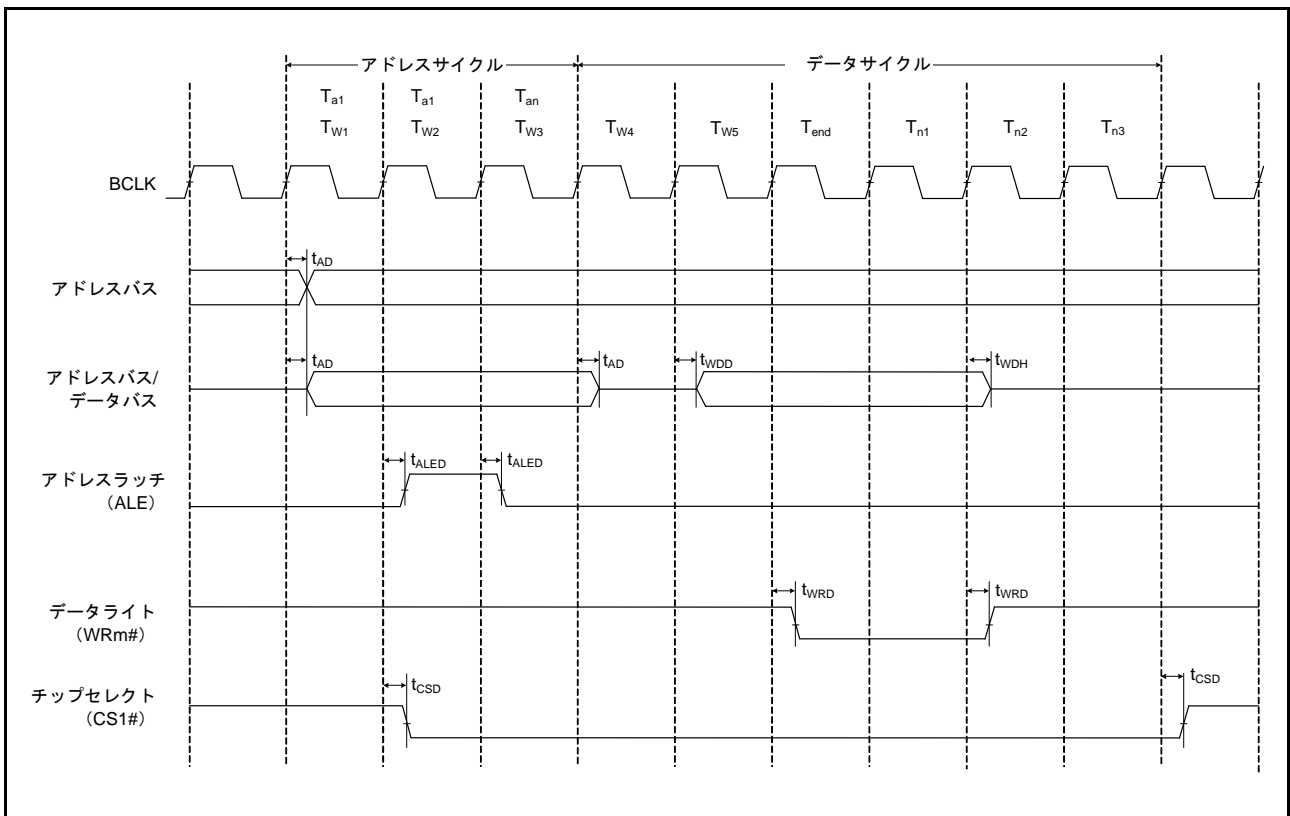 アドレスサイクル データサイクル
Ta1 Ta1 Tan
TW1 TW2 TW3 TW4 TW5 Tend Tn1 Tn2 Tn3
BCLK
tAD
アドレスバス
tAD tAD tWDD tWDH
アドレスバス/
データバス
tALED tALED
アドレスラッチ
（ALE）
tWRD tWRD
データライト
（WRm#）
tCSD tCSD
チップセレクト
（CS1#）